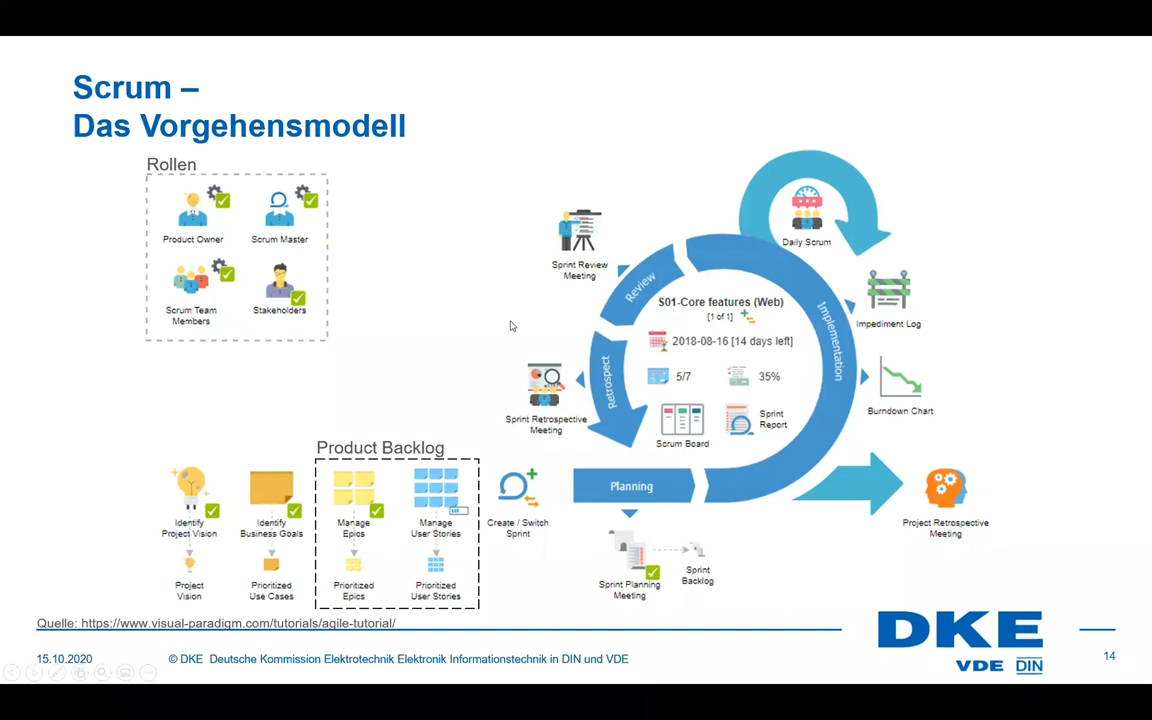 Scrum –
Das Vorgehensmodell
Rollen
Product Owner
Scrum Master
Scrum Team
Members
Stakeholders
Sprint Review
Meeting
Daily Scrum
Review
S01-Core features (Web)
[1 of 1]
2018-08-16 [14 days left]
5/7
35%
Scrum Board
Sprint
Report
Implementation
Impediment Log
Burndown Chart
Retrospect
Sprint Retrospective
Meeting
Planning
Product Backlog
Identify
Project Vision
Identify
Business Goals
Manage
Epics
Manage
User Stories
Create / Switch
Sprint
Project Retrospective
Meeting
Project
Vision
Prioritized
Use Cases
Prioritized
Epics
Prioritized
User Stories
Sprint Planning
Meeting
Sprint
Backlog
Quelle: https://www.visual-paradigm.com/tutorials/agile-tutorial/
15.10.2020
© DKE Deutsche Kommission Elektrotechnik Elektronik Informationstechnik in DIN und VDE
DKE
VDE DIN
14